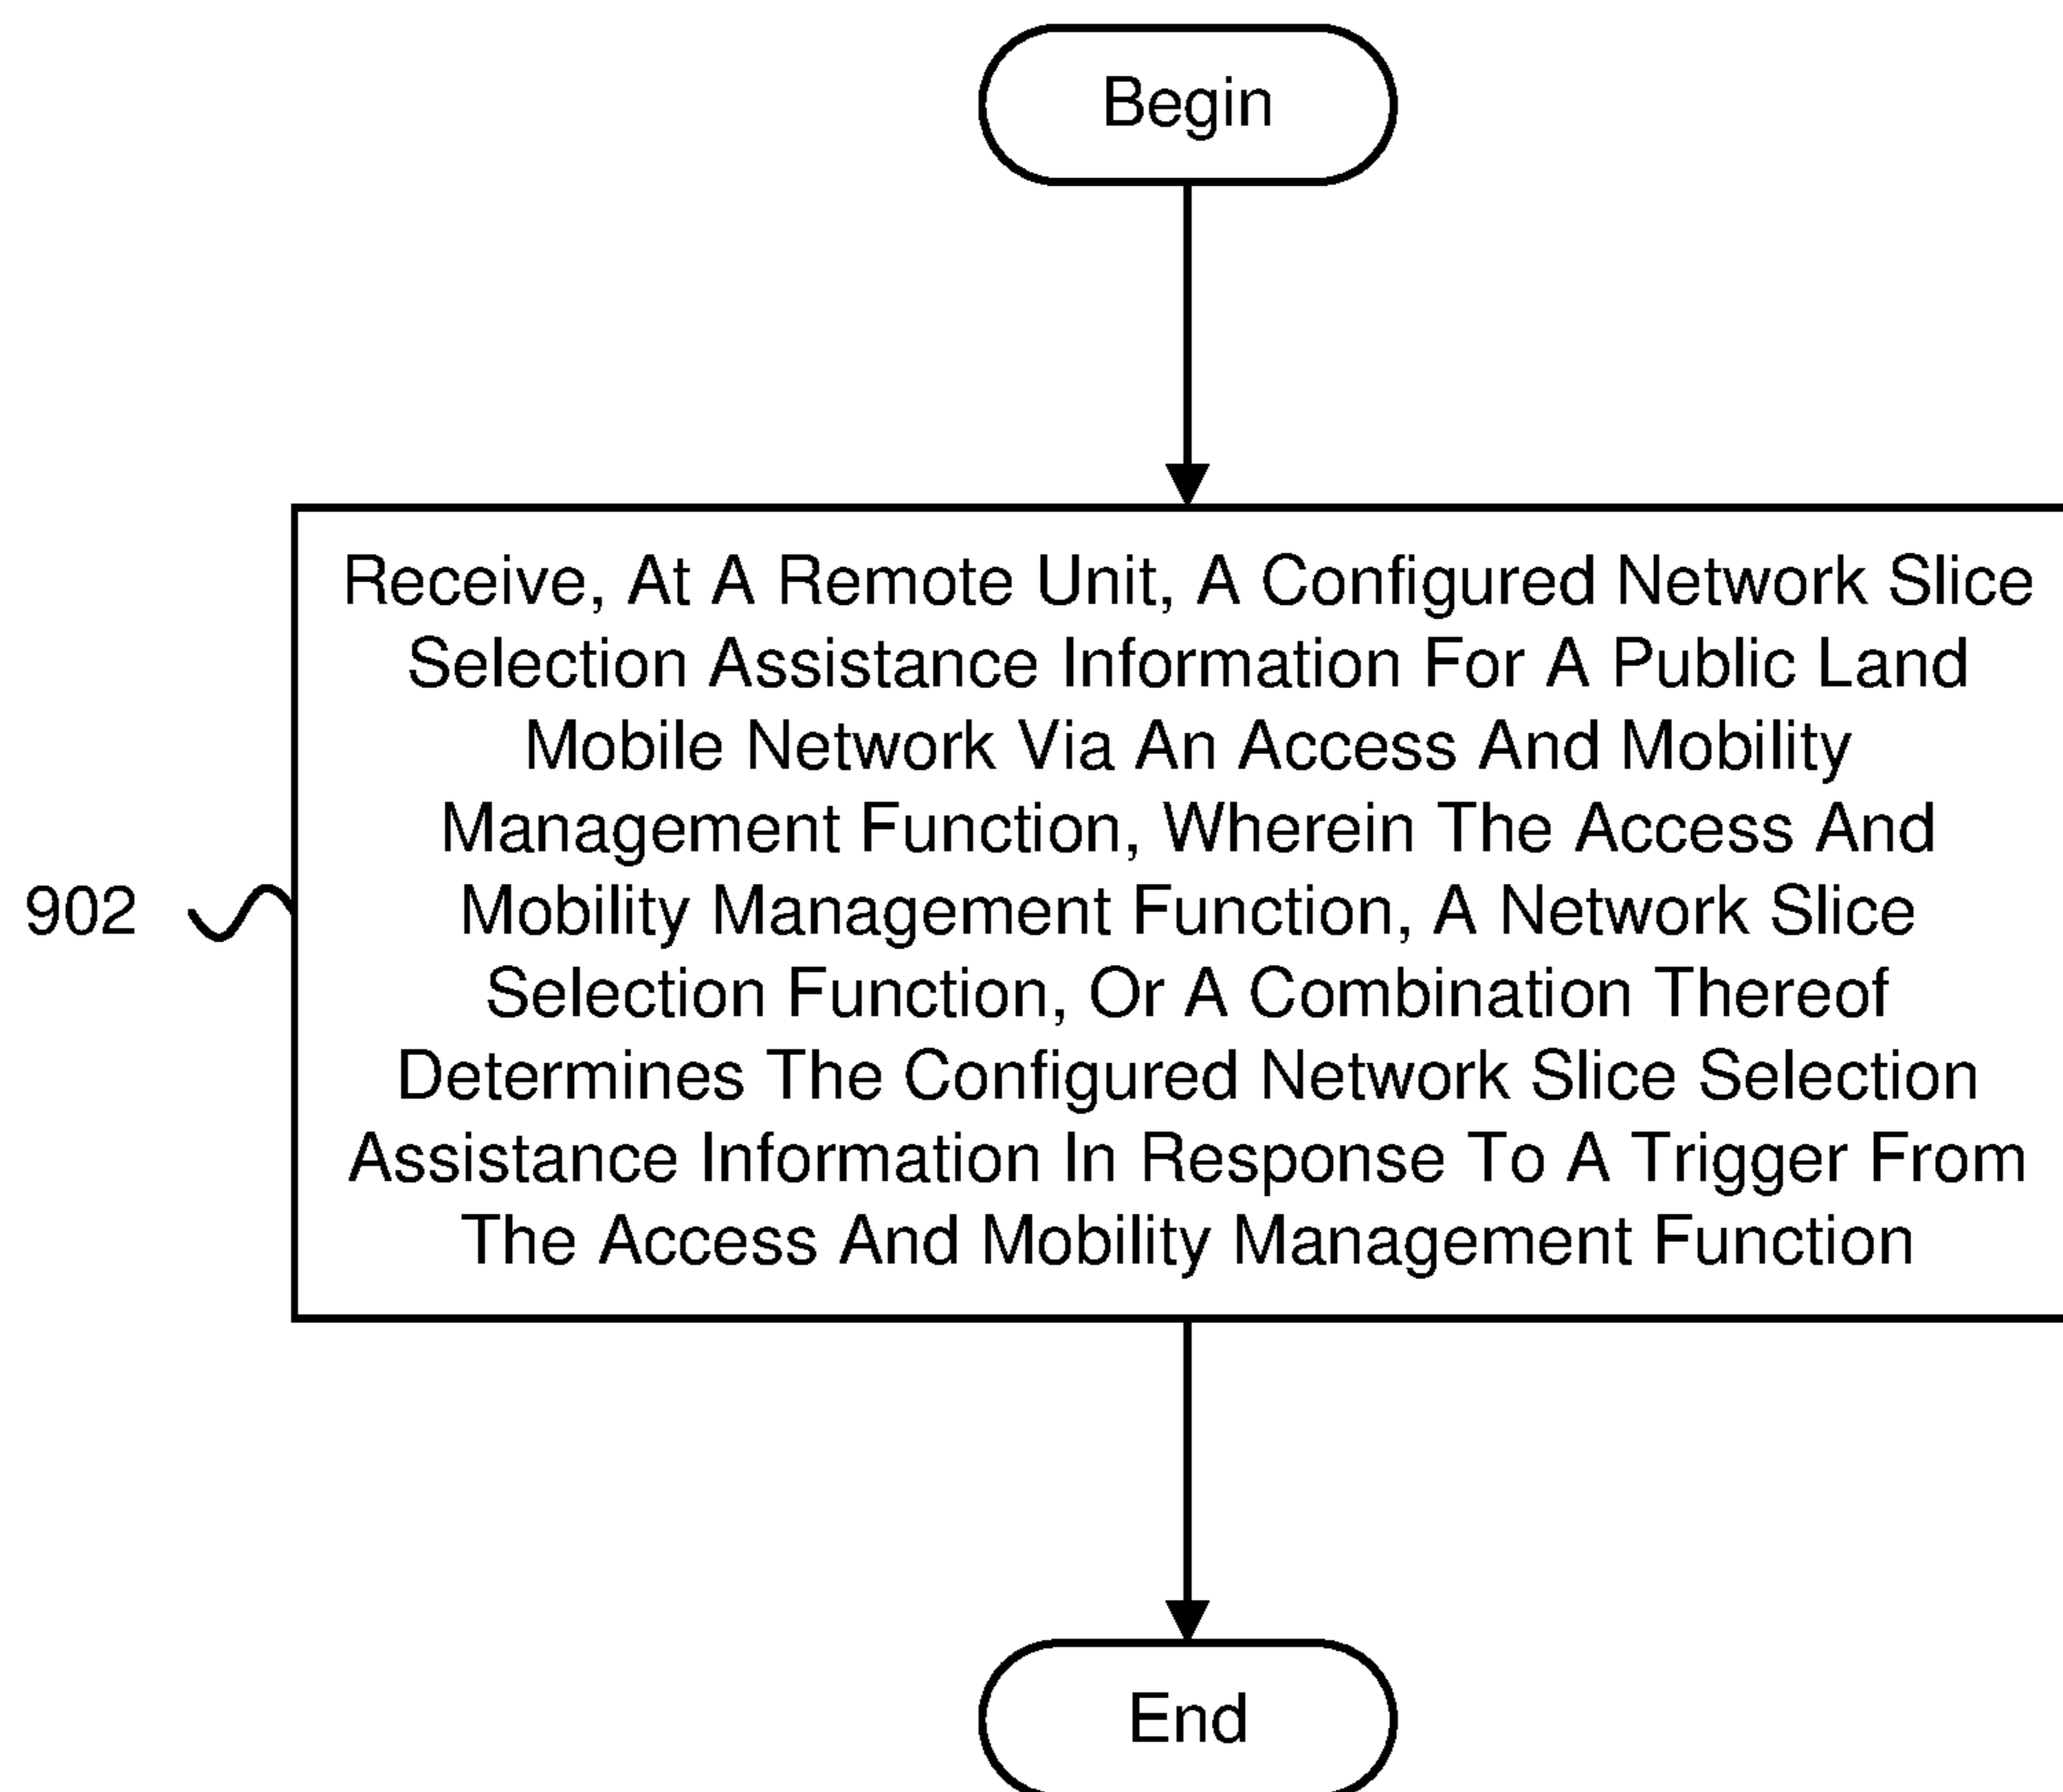 Begin
Receive, At A Remote Unit, A Configured Network Slice
Selection Assistance Information For A Public Land
Mobile Network Via An Access And Mobility
Management Function, Wherein The Access And
Mobility Management Function, A Network Slice
Selection Function, Or A Combination Thereof
Determines The Configured Network Slice Selection
Assistance Information In Response To A Trigger From
The Access And Mobility Management Function
902
End